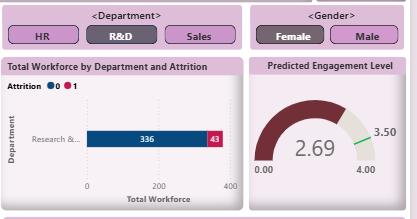 <Department>
HR
R&D
Sales
<Gender>
Female
Male
Total Workforce by Department and Attrition
Attrition 0 1
Department
Research &...
336
43
0
200
400
Total Workforce
Predicted Engagement Level
2.69
3.50
0.00
4.00